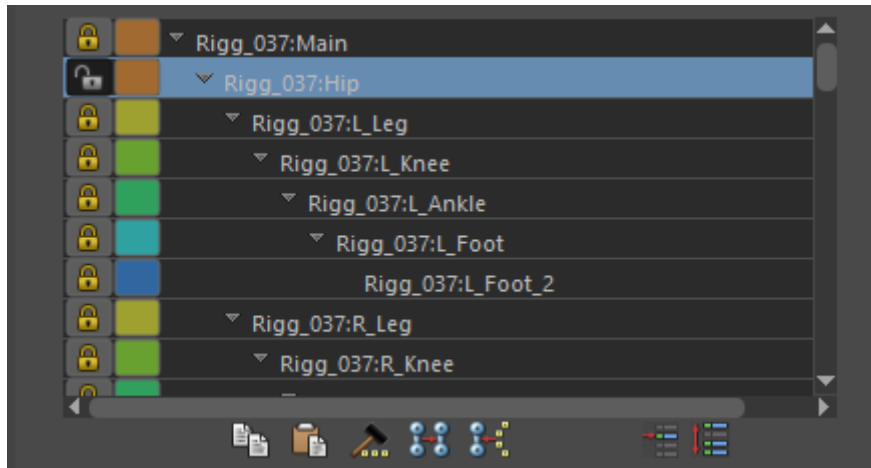 Rigg_037:Main
Rigg_037:Hip
Rigg_037:L_Leg
Rigg_037:L_Knee
Rigg_037:L_Ankle
Rigg_037:L_Foot
Rigg_037:L_Foot_2
Rigg_037:R_Leg
Rigg_037:R_Knee